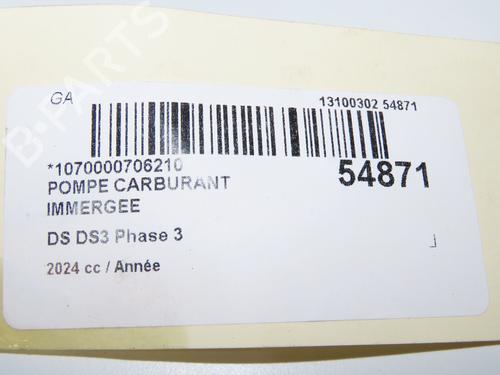 B-PARTS
GA
13100302 54871
*1070000706210
54871
POMPE CARBURANT
IMMERGEE
DS DS3 Phase 3
2024 cc / Année